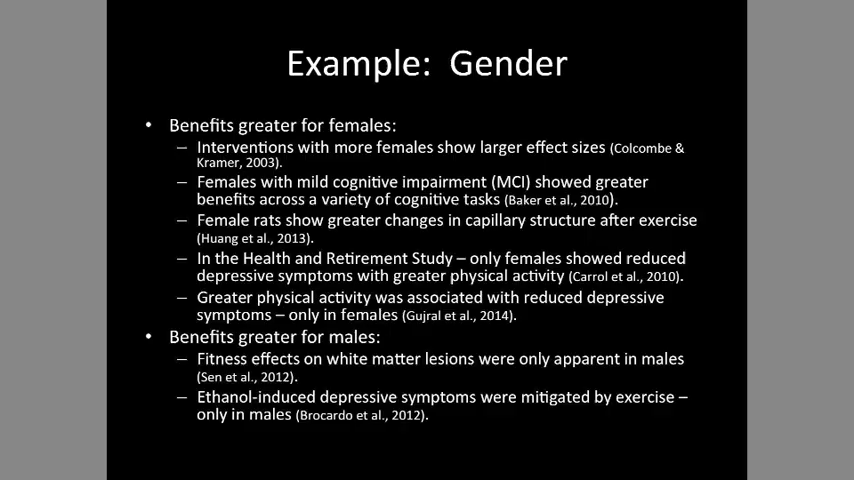 Example: Gender
• Benefits greater for females:
– Interventions with more females show larger effect sizes (Colcombe &
Kramer, 2003).
– Females with mild cognitive impairment (MCI) showed greater
benefits across a variety of cognitive tasks (Baker et al., 2010).
– Female rats show greater changes in capillary structure after exercise
(Huang et al., 2013).
– In the Health and Retirement Study – only females showed reduced
depressive symptoms with greater physical activity (Carrol et al., 2010).
– Greater physical activity was associated with reduced depressive
symptoms – only in females (Gujral et al., 2014).
• Benefits greater for males:
– Fitness effects on white matter lesions were only apparent in males
(Sen et al., 2012).
– Ethanol-induced depressive symptoms were mitigated by exercise –
only in males (Brocardo et al., 2012).